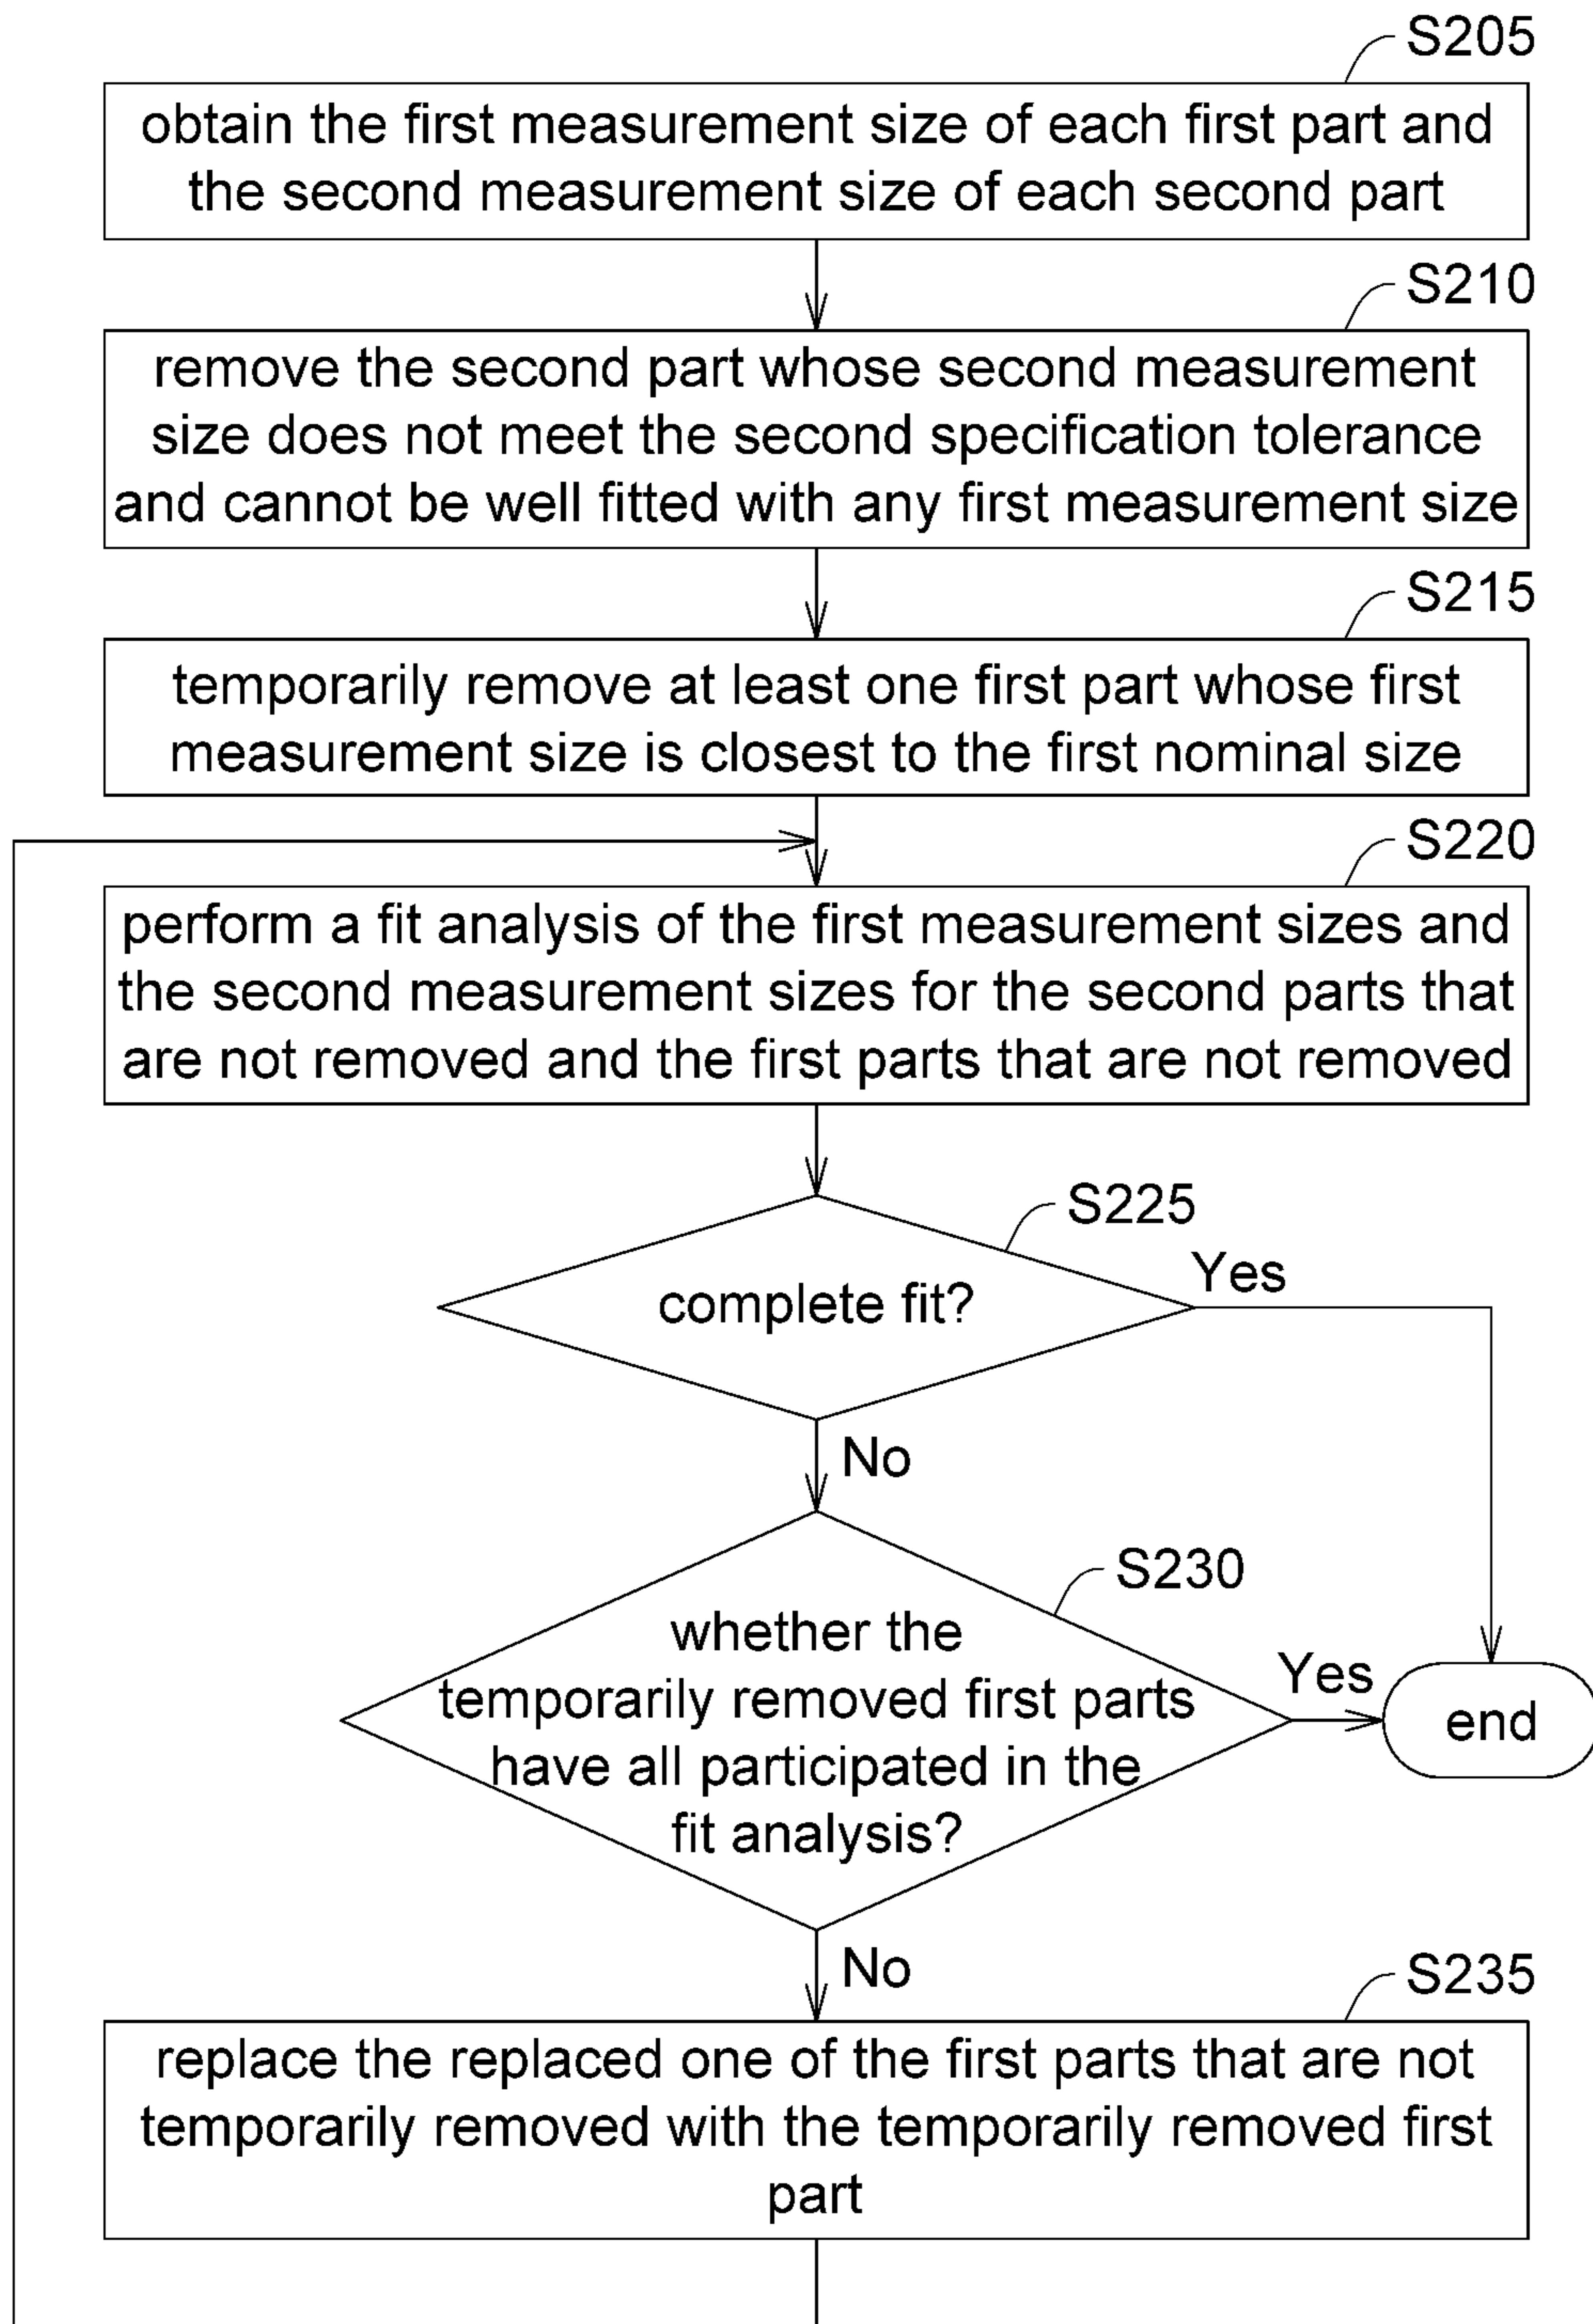 S205
obtain the first measurement size of each first part and
the second measurement size of each second part
S210
remove the second part whose second measurement
size does not meet the second specification tolerance
and cannot be well fitted with any first measurement size
S215
temporarily remove at least one first part whose first
measurement size is closest to the first nominal size
S220
perform a fit analysis of the first measurement sizes and
the second measurement sizes for the second parts that
are not removed and the first parts that are not removed
S225
Yes
complete fit?
No
S230
whether the
temporarily removed first parts
have all participated in the
fit analysis?
Yes
end
No
S235
replace the replaced one of the first parts that are not
temporarily removed with the temporarily removed first
part